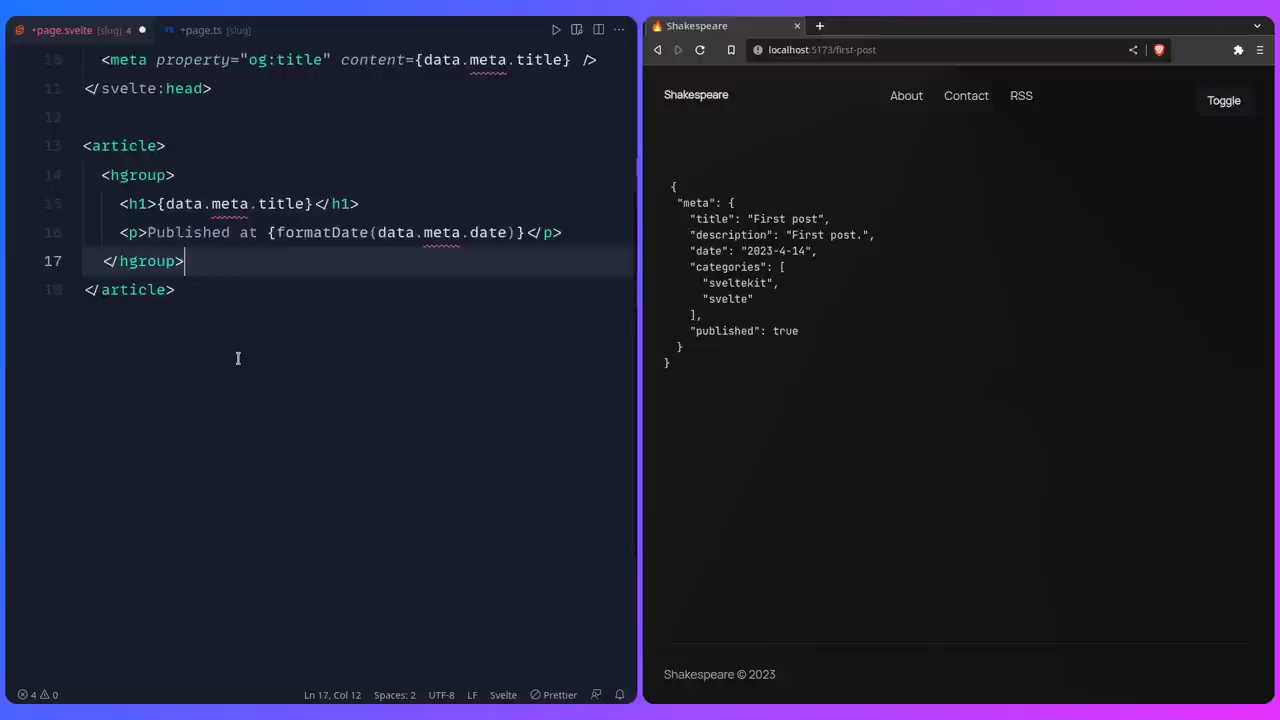 +page.svelte [slug] 4
+page.ts [slug]
10 <meta property="og:title" content={data.meta.title} />
11 </svelte:head>
12
13 <article>
14 <hgroup>
15 <h1>{data.meta.title}</h1>
16 <p>Published at {formatDate(data.meta.date)}</p>
17 </hgroup>
18 </article>
4 0
Ln 17, Col 12
Spaces: 2
UTF-8
LF
Svelte
Prettier
Shakespeare
localhost:5173/first-post
Shakespeare
About
Contact
RSS
Toggle
{
"meta": {
"title": "First post",
"description": "First post.",
"date": "2023-4-14",
"categories": [
"sveltekit",
"svelte"
],
"published": true
}
}
Shakespeare © 2023